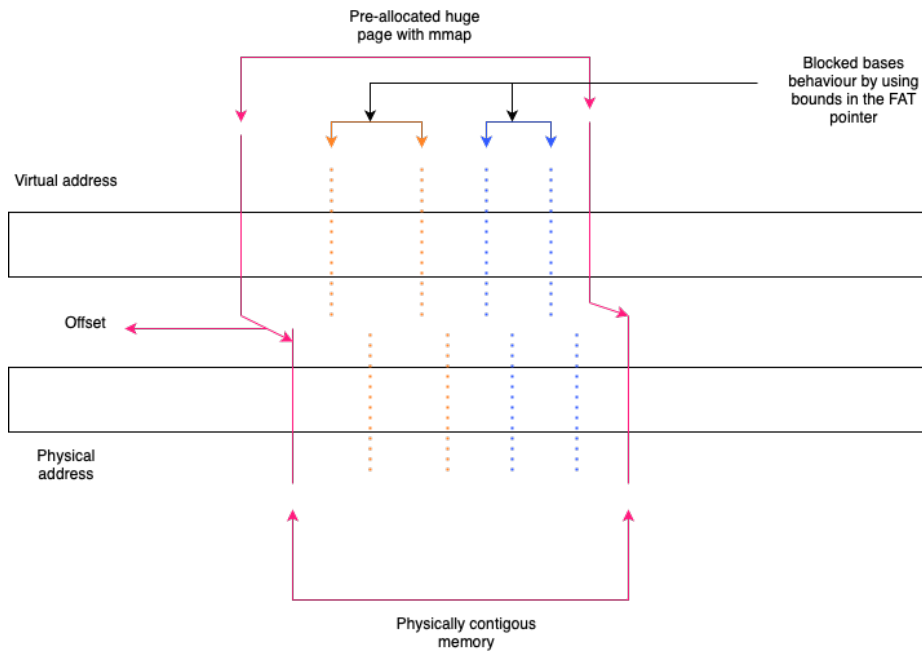 Pre-allocated huge
page with mmap
Blocked bases
behaviour by using
bounds in the FAT
pointer
Virtual address
Offset
Physical
address
Physically contigous
memory